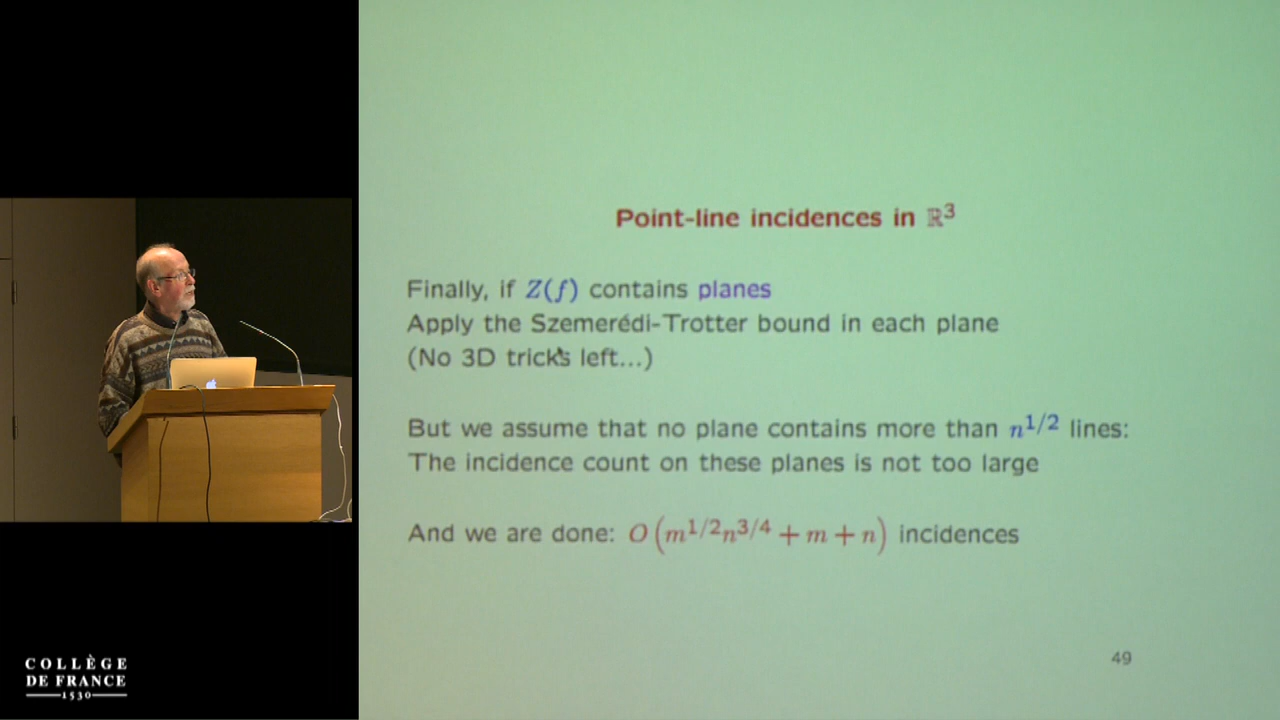 Point-line incidences in ℝ³
Finally, if Z(f) contains planes
Apply the Szemerédi-Trotter bound in each plane
(No 3D tricks left...)
But we assume that no plane contains more than n^{1/2} lines:
The incidence count on these planes is not too large
And we are done: O(m^{1/2}n^{3/4} + m + n) incidences
49
COLLÈGE
DE FRANCE
1530